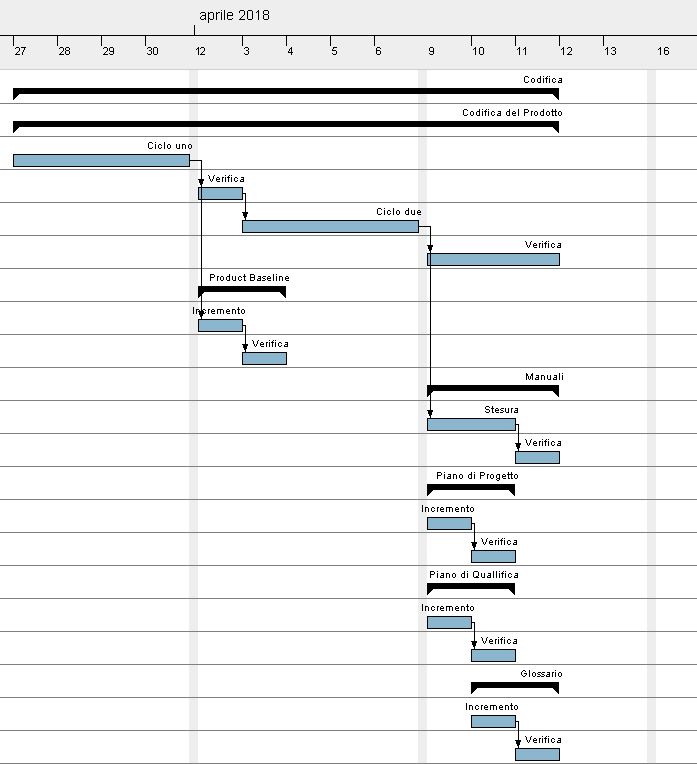 aprile 2018
27 28 29 30 12 3 4 5 6 9 10 11 12 13 16
Codifica
Codifica del Prodotto
Ciclo uno
Verifica
Ciclo due
Verifica
Product Baseline
Incremento
Verifica
Manuali
Stesura
Verifica
Piano di Progetto
Incremento
Verifica
Piano di Quallifica
Incremento
Verifica
Glossario
Incremento
Verifica